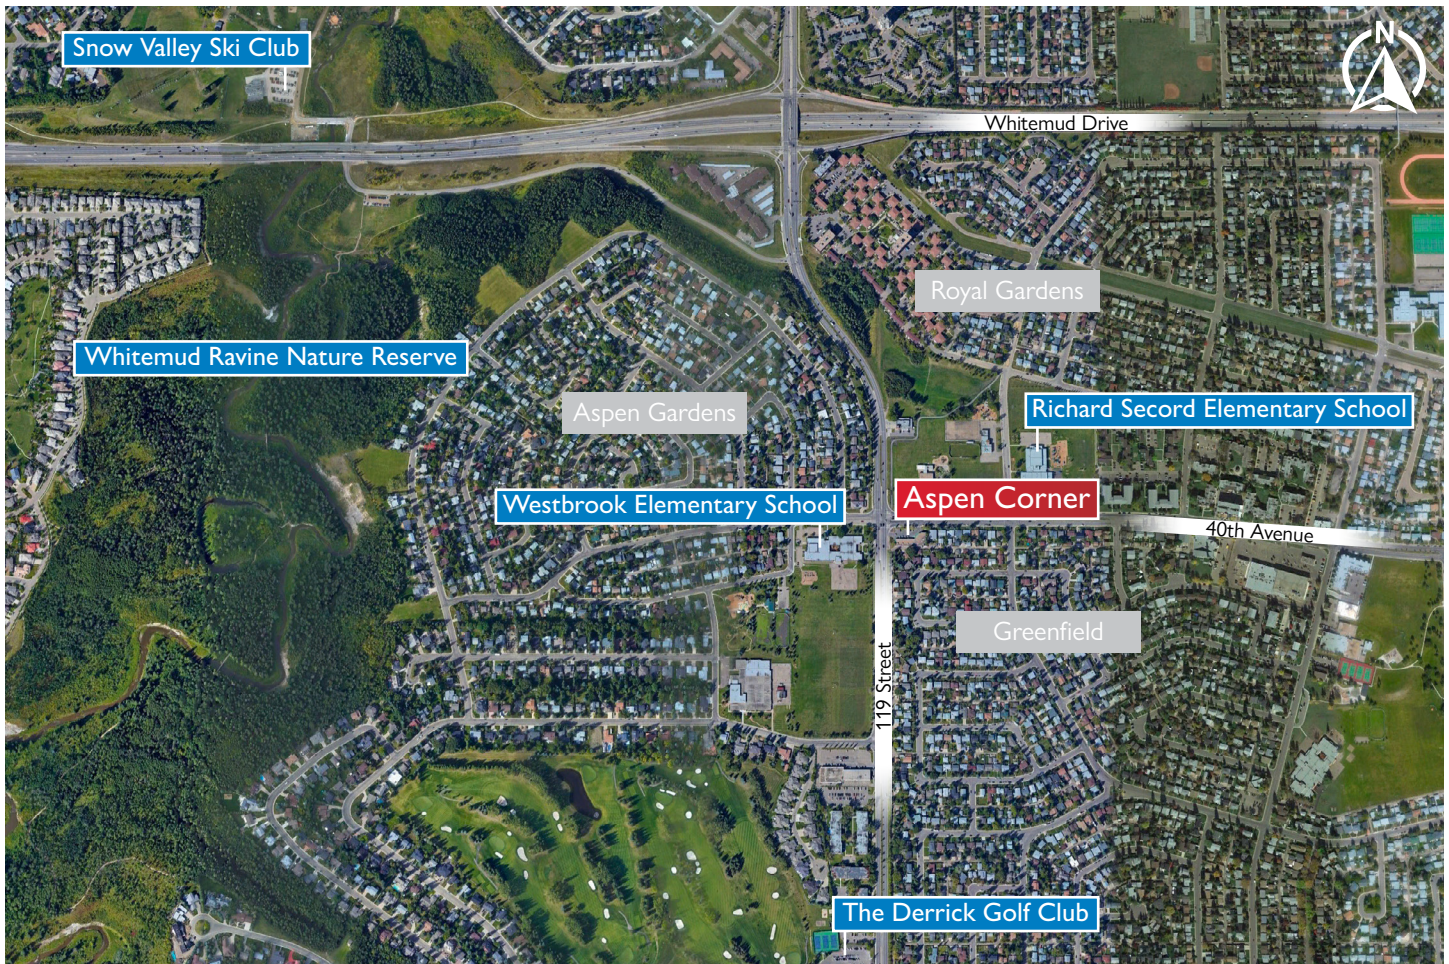 Snow Valley Ski Club
N
Whitemud Drive
Royal Gardens
Whitemud Ravine Nature Reserve
Aspen Gardens
Richard Secord Elementary School
Westbrook Elementary School
Aspen Corner
40th Avenue
Greenfield
119 Street
The Derrick Golf Club